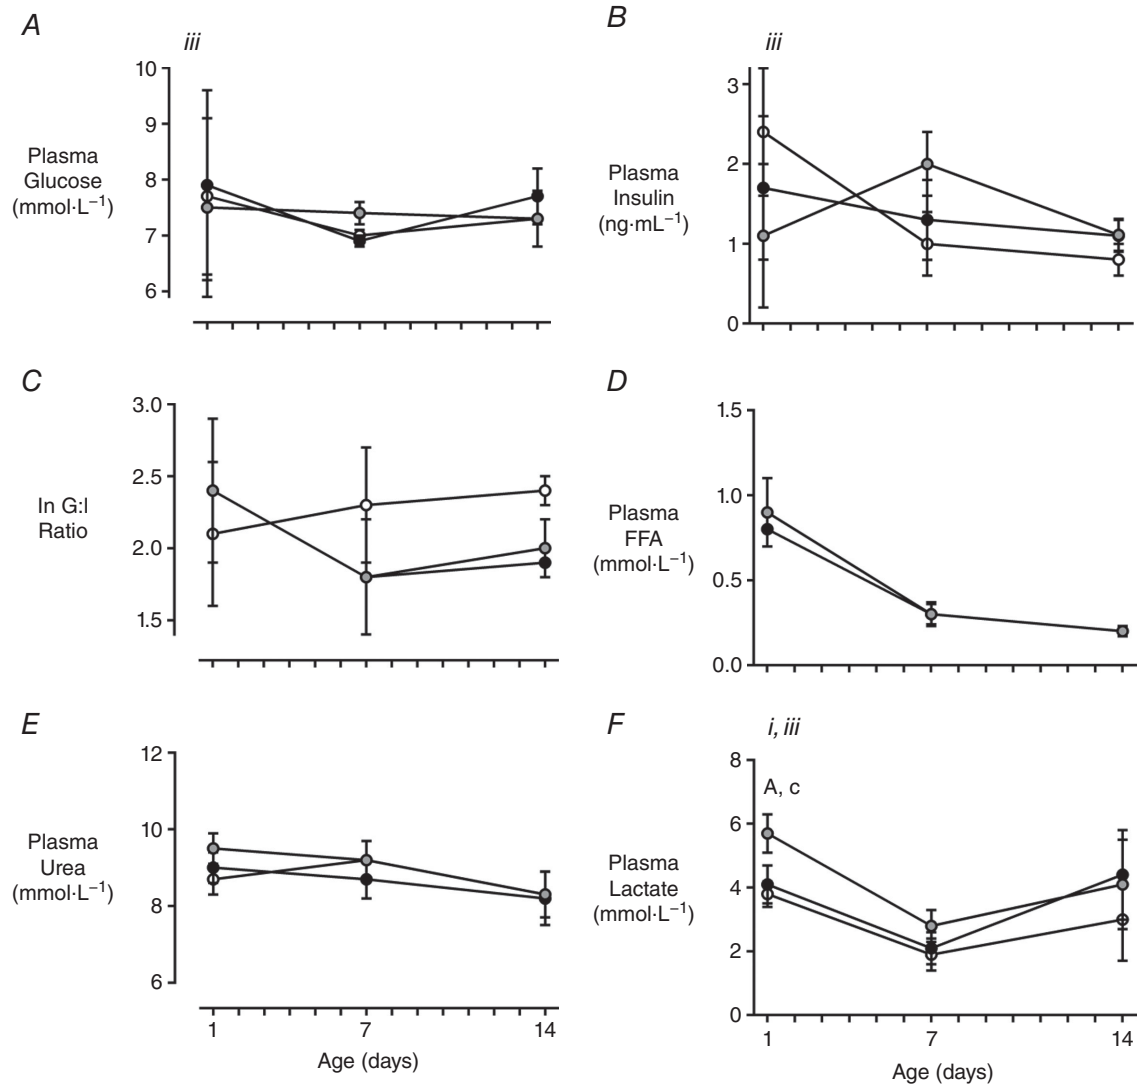 A
iii
10
9
8
7
6
Plasma
Glucose
(mmol·L⁻¹)
B
iii
3
2
1
0
Plasma
Insulin
(ng·mL⁻¹)
C
3.0
2.5
2.0
1.5
In G:I
Ratio
D
1.5
1.0
0.5
0.0
Plasma
FFA
(mmol·L⁻¹)
E
12
10
8
6
Plasma
Urea
(mmol·L⁻¹)
1 7 14
Age (days)
F
i, iii
A, c
8
6
4
2
0
Plasma
Lactate
(mmol·L⁻¹)
1 7 14
Age (days)